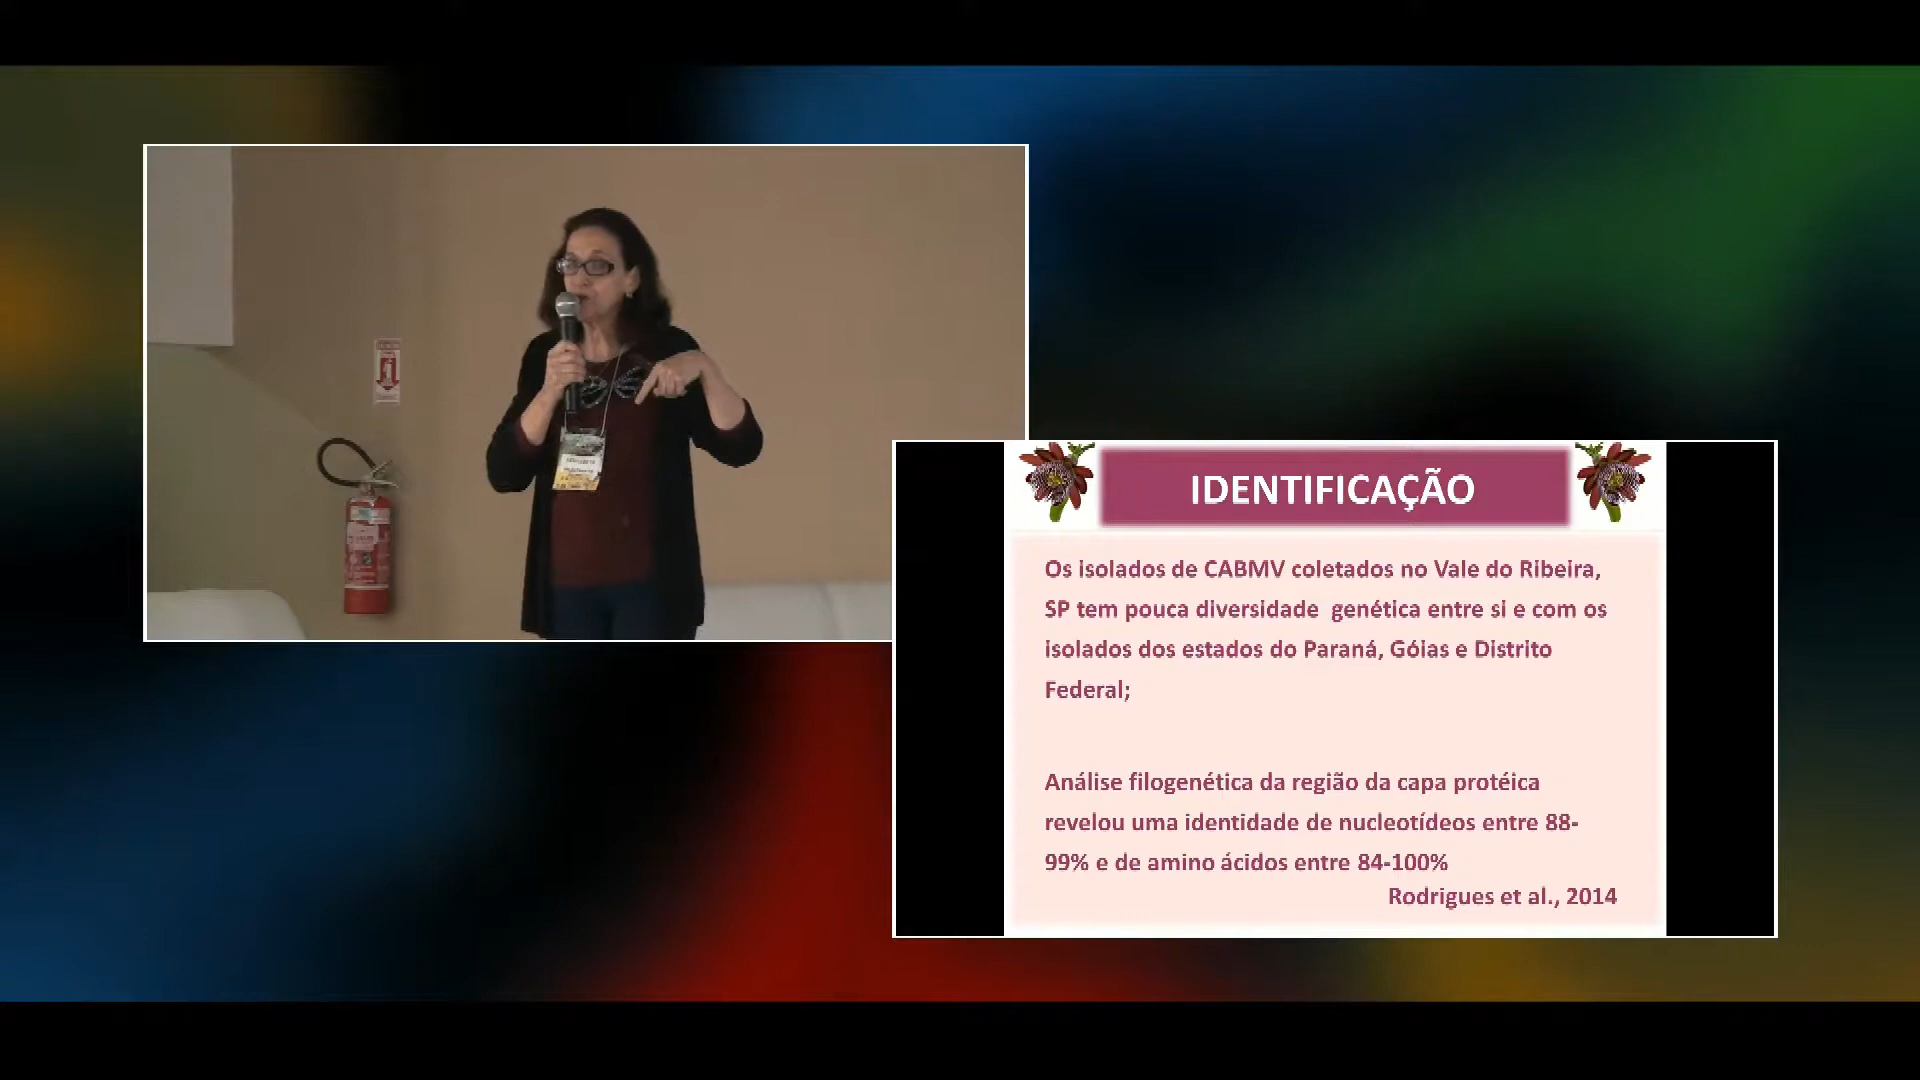 IDENTIFICAÇÃO
Os isolados de CABMV coletados no Vale do Ribeira,
SP tem pouca diversidade genética entre si e com os
isolados dos estados do Paraná, Góias e Distrito
Federal;
Análise filogenética da região da capa protéica
revelou uma identidade de nucleotídeos entre 88-
99% e de amino ácidos entre 84-100%
Rodrigues et al., 2014